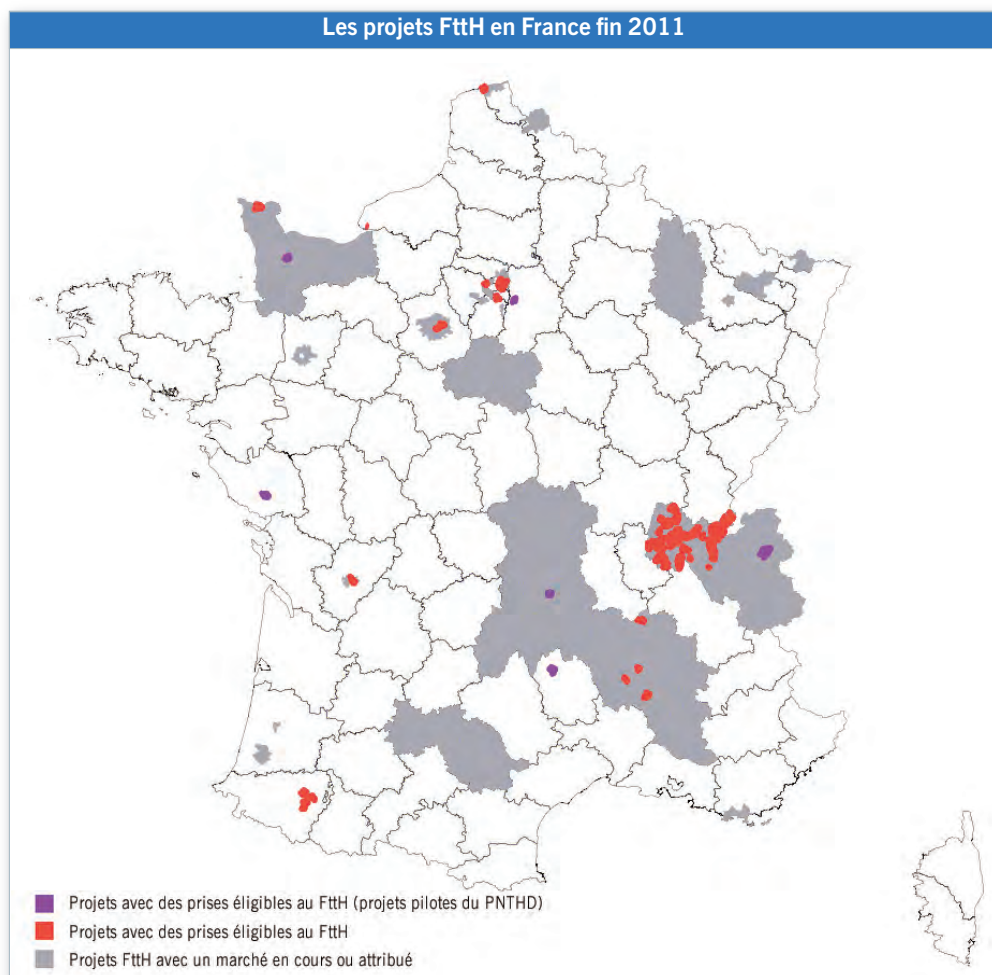 Les projets FttH en France fin 2011
Projets avec des prises éligibles au FttH (projets pilotes du PNTHD)
Projets avec des prises éligibles au FttH
Projets FttH avec un marché en cours ou attribué